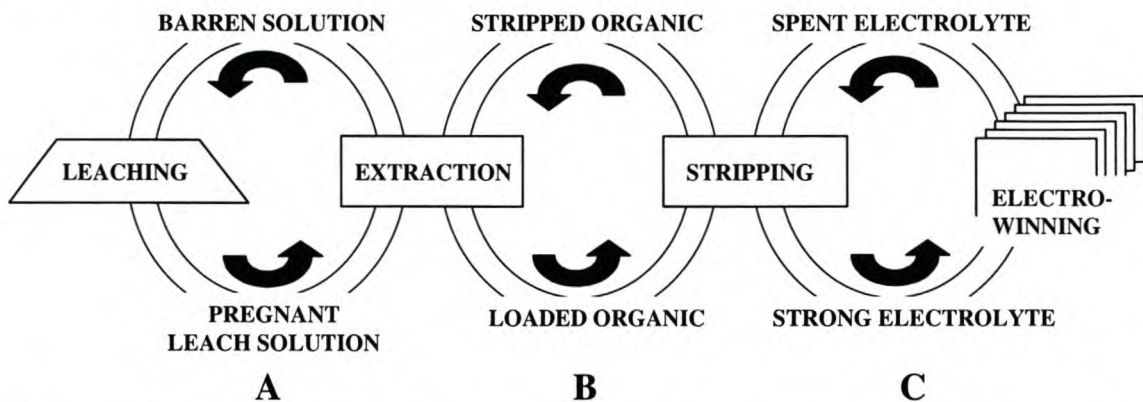 BARREN SOLUTION
STRIPPED ORGANIC
SPENT ELECTROLYTE
LEACHING
EXTRACTION
STRIPPING
ELECTRO-
WINNING
PREGNANT
LEACH SOLUTION
LOADED ORGANIC
STRONG ELECTROLYTE
A
B
C